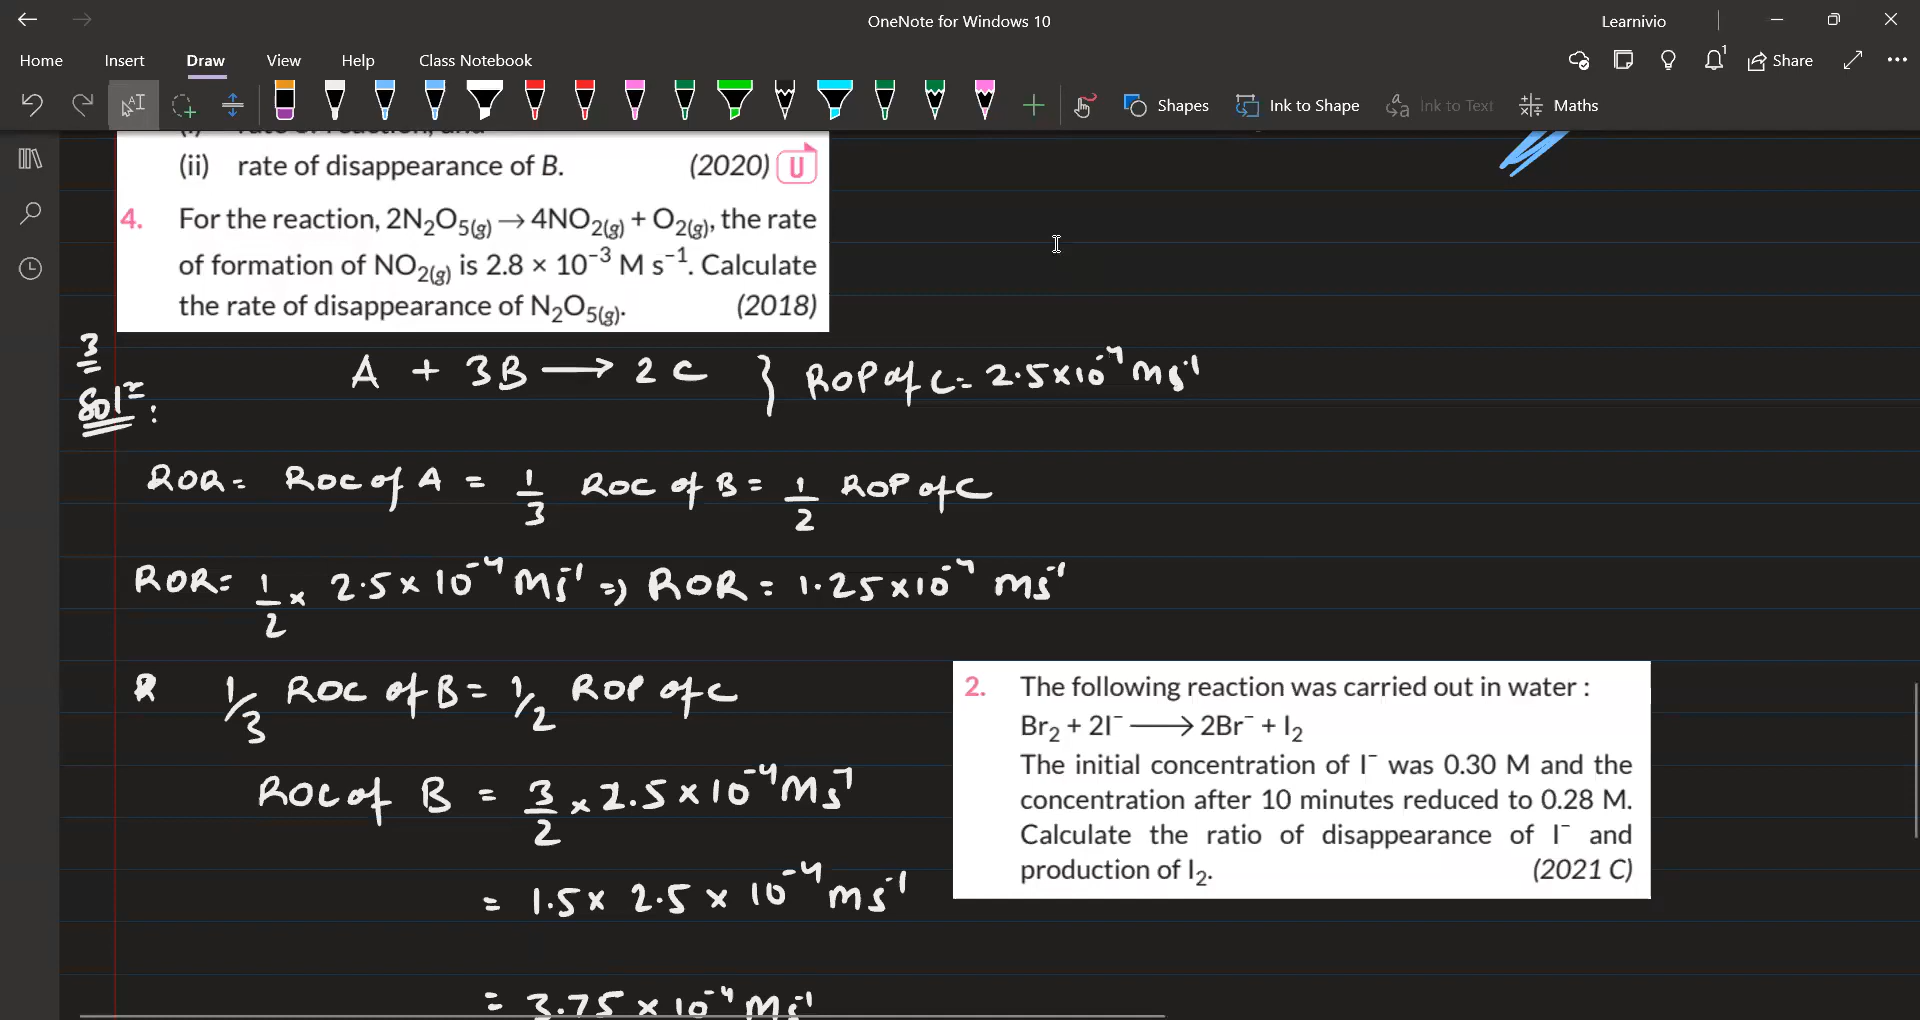 OneNote for Windows 10
Learnivio
Home Insert Draw View Help Class Notebook
1
Share
Shapes Ink to Shape Ink to Text Maths
(ii) rate of disappearance of B. (2020) U
4. For the reaction, 2N₂O₅(g) → 4NO₂(g) + O₂(g), the rate
of formation of NO₂(g) is 2.8 × 10⁻³ M s⁻¹. Calculate
the rate of disappearance of N₂O₅(g). (2018)
3
Solⁿ :
A + 3B → 2C } ROP of C = 2.5×10⁻⁴ Ms⁻¹
ROR = ROC of A = 1/3 ROC of B = 1/2 ROP of C
ROR = 1/2 × 2.5×10⁻⁴ Ms⁻¹ ⇒ ROR = 1.25×10⁻⁴ Ms⁻¹
1/3 ROC of B = 1/2 ROP of C
ROC of B = 3/2 × 2.5×10⁻⁴ Ms⁻¹
= 1.5 × 2.5 × 10⁻⁴ Ms⁻¹
= 3.75 × 10⁻⁴ Ms⁻¹
2. The following reaction was carried out in water :
Br₂ + 2I⁻ ⟶ 2Br⁻ + I₂
The initial concentration of I⁻ was 0.30 M and the
concentration after 10 minutes reduced to 0.28 M.
Calculate the ratio of disappearance of I⁻ and
production of I₂. (2021 C)